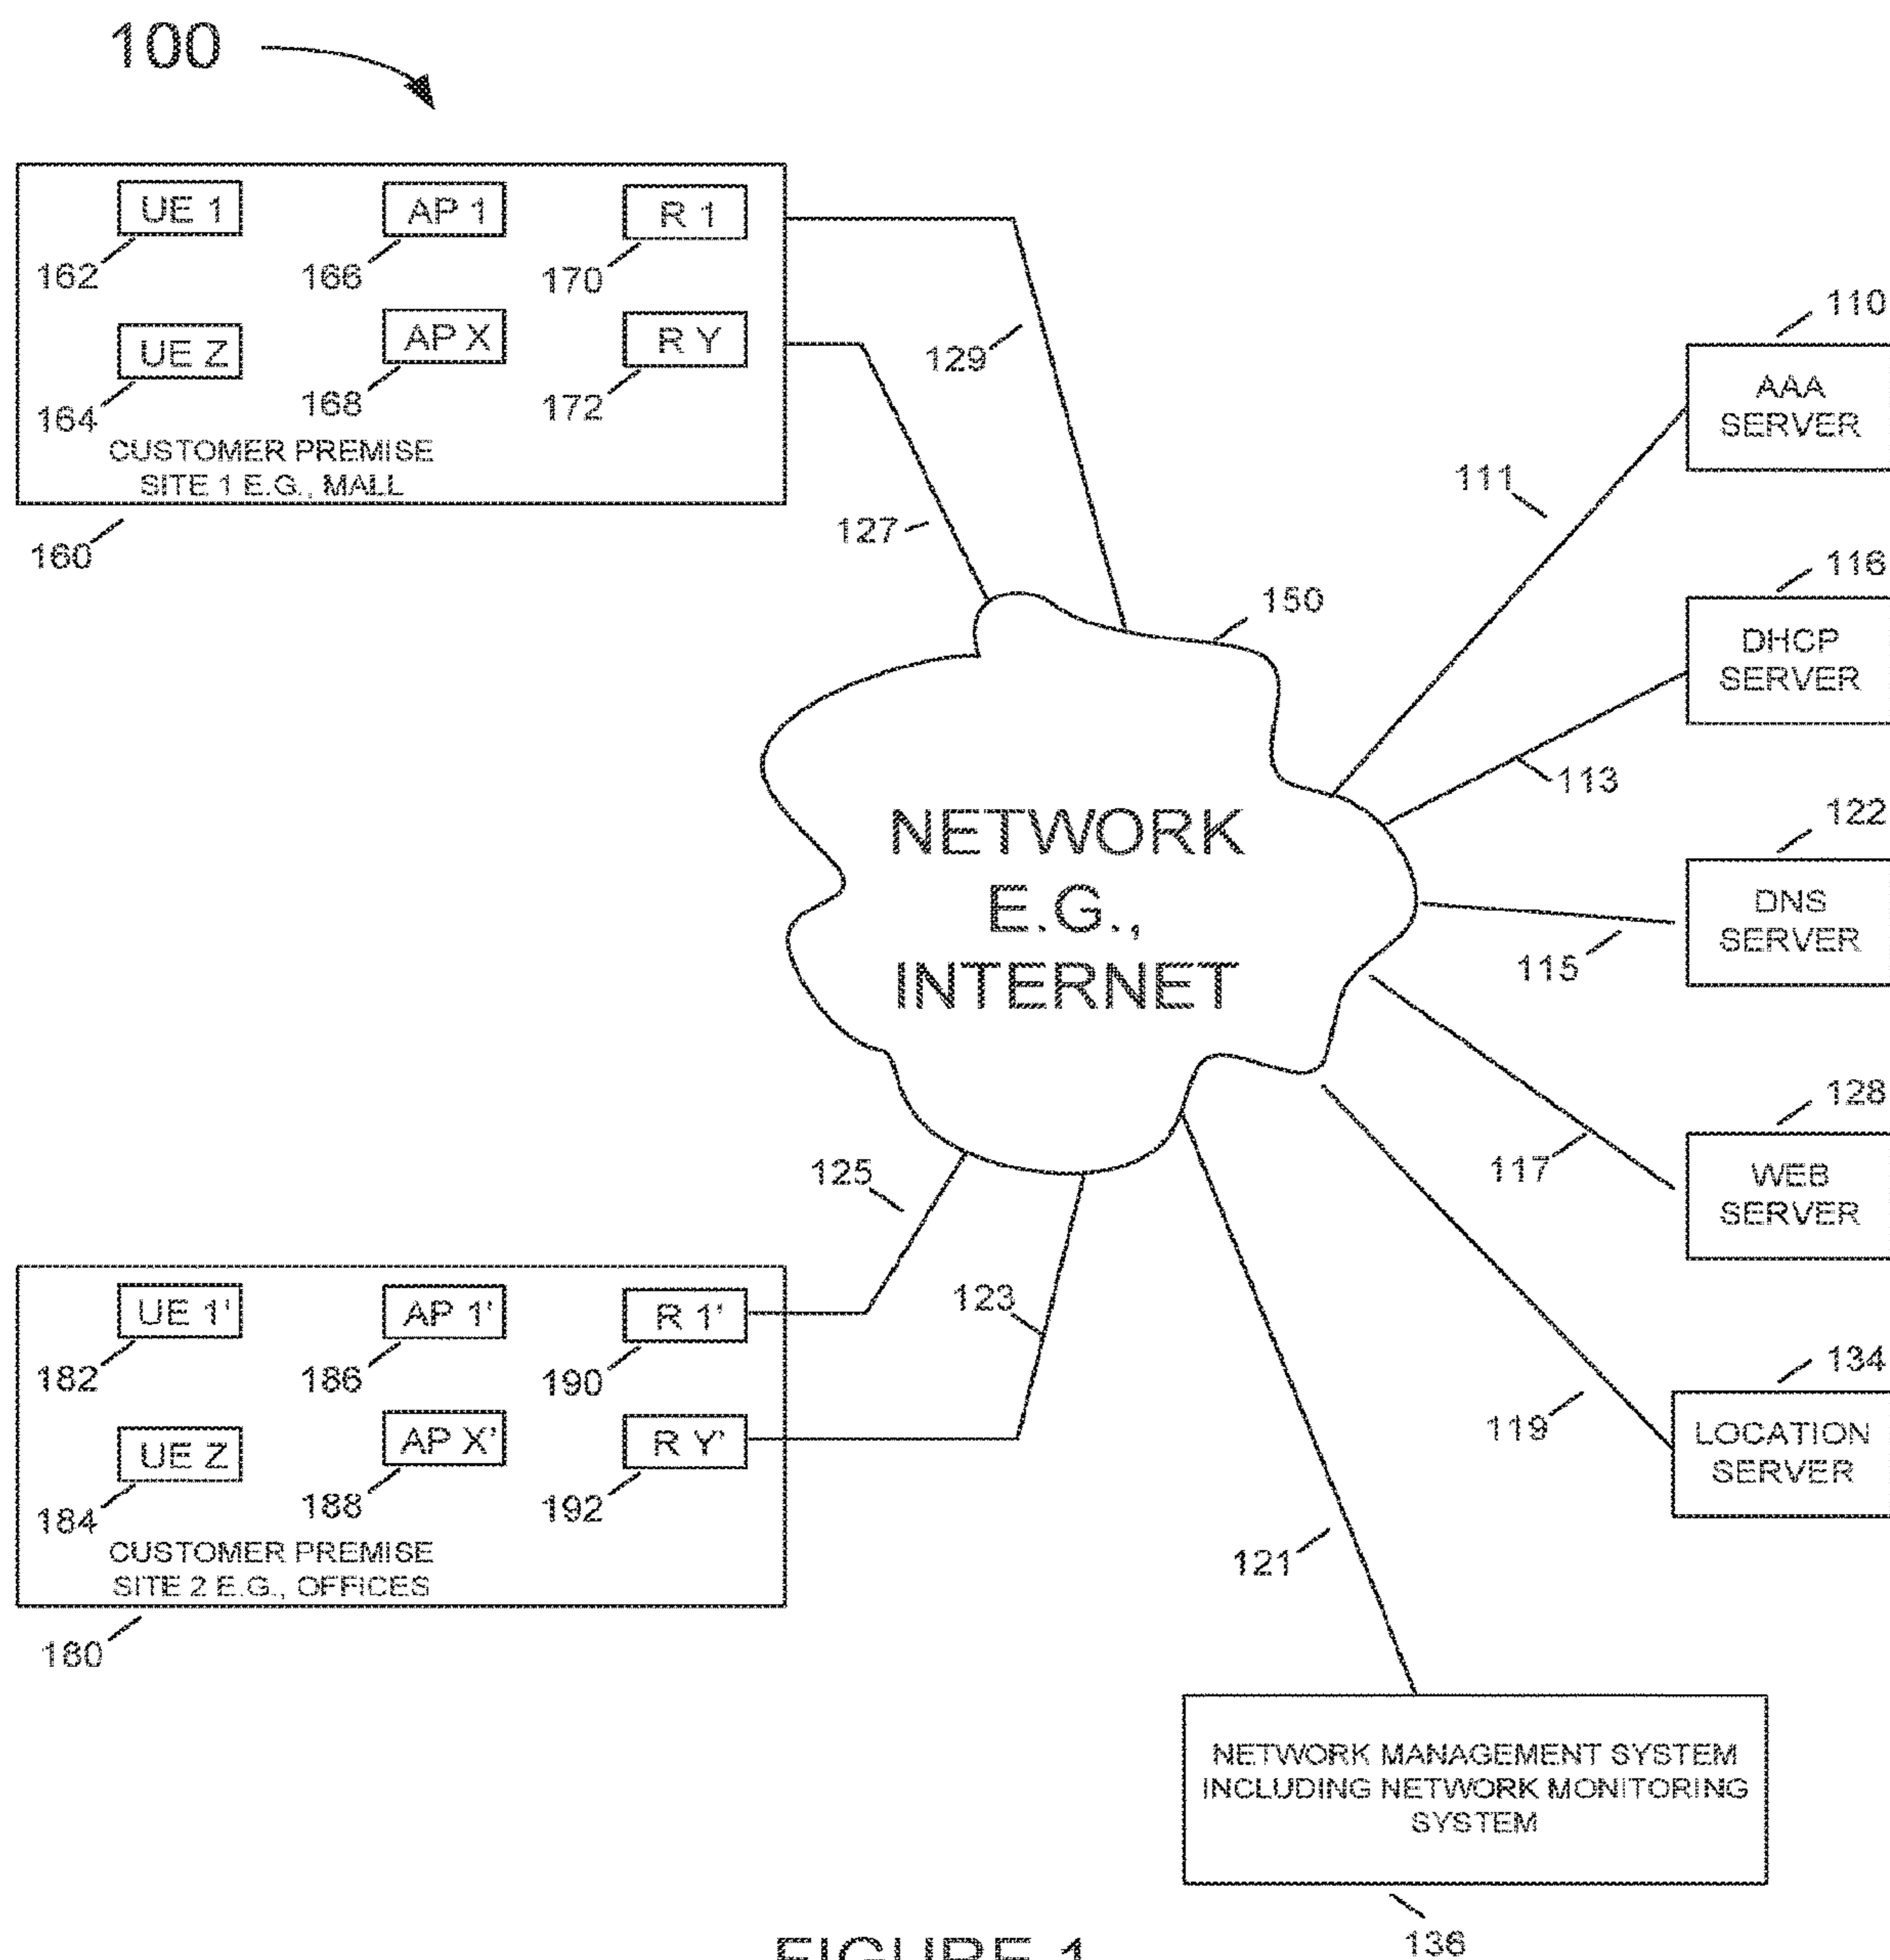 100
UE 1
AP 1
R 1
162
166
170
UE Z
AP X
R Y
164
168
172
CUSTOMER PREMISE
SITE 1 E.G., MALL
160
129
127
150
110
AAA
SERVER
111
116
DHCP
SERVER
113
122
DNS
SERVER
115
NETWORK
E.G.,
INTERNET
128
WEB
SERVER
117
134
LOCATION
SERVER
119
125
123
UE 1'
AP 1'
R 1'
182
186
190
UE Z
AP X'
R Y'
184
188
192
CUSTOMER PREMISE
SITE 2 E.G., OFFICES
180
121
NETWORK MANAGEMENT SYSTEM
INCLUDING NETWORK MONITORING
SYSTEM
136
FIGURE 1